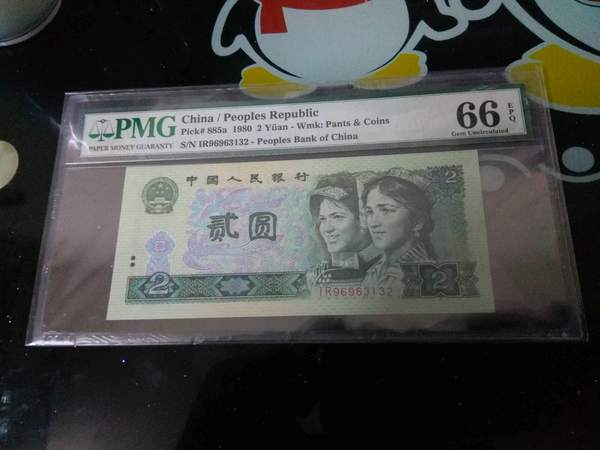 PMG
PAPER MONEY GUARANTY
China / Peoples Republic
Pick# 885a 1980 2 Yüan - Wmk: Pants & Coins
S/N IR96963132 - Peoples Bank of China
66 EPQ
Gem Uncirculated
中国人民银行
贰圆
2
2
2
IR96963132